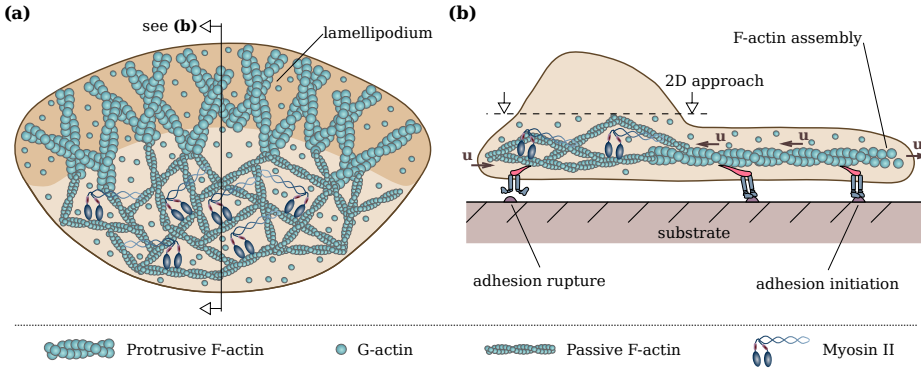 (a)
see (b)
lamellipodium
(b)
F-actin assembly
2D approach
u
u
u
u
substrate
adhesion rupture
adhesion initiation
Protrusive F-actin
G-actin
Passive F-actin
Myosin II